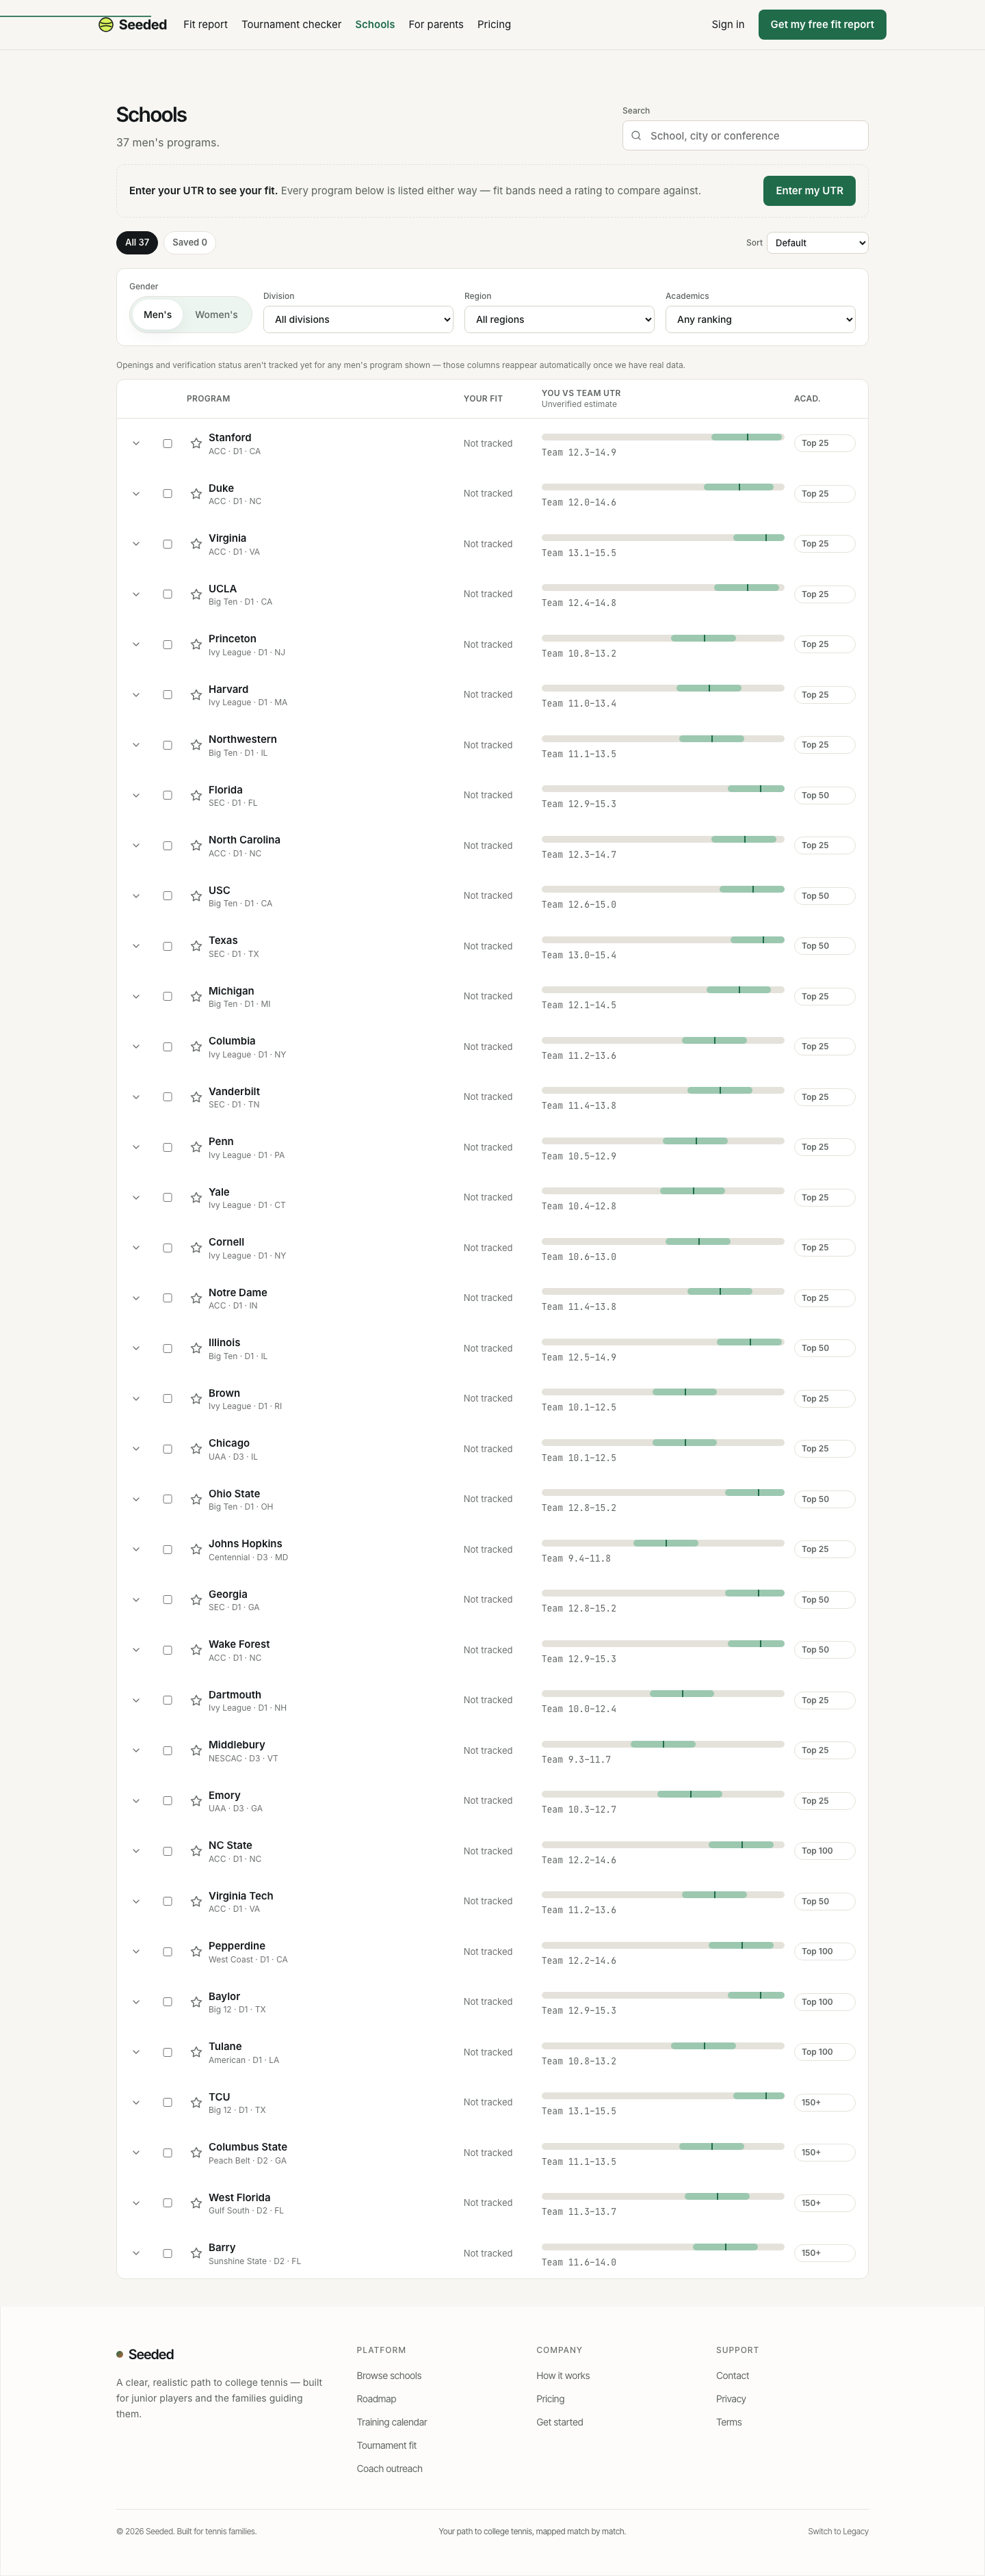 Seeded Fit report Tournament checker Schools For parents Pricing Sign in Get my free fit report
Schools
37 men's programs.
Search
School, city or conference
Enter your UTR to see your fit. Every program below is listed either way — fit bands need a rating to compare against. Enter my UTR
All 37 Saved 0 Sort Default
Gender Division Region Academics
Men's Women's All divisions All regions Any ranking
Openings and verification status aren't tracked yet for any men's program shown — those columns reappear automatically once we have real data.
PROGRAM YOUR FIT YOU VS TEAM UTR ACAD.
Unverified estimate
Stanford
ACC · D1 · CA
Not tracked
Team 12.3–14.9
Top 25
Duke
ACC · D1 · NC
Not tracked
Team 12.0–14.6
Top 25
Virginia
ACC · D1 · VA
Not tracked
Team 13.1–15.5
Top 25
UCLA
Big Ten · D1 · CA
Not tracked
Team 12.4–14.8
Top 25
Princeton
Ivy League · D1 · NJ
Not tracked
Team 10.8–13.2
Top 25
Harvard
Ivy League · D1 · MA
Not tracked
Team 11.0–13.4
Top 25
Northwestern
Big Ten · D1 · IL
Not tracked
Team 11.1–13.5
Top 25
Florida
SEC · D1 · FL
Not tracked
Team 12.9–15.3
Top 50
North Carolina
ACC · D1 · NC
Not tracked
Team 12.3–14.7
Top 25
USC
Big Ten · D1 · CA
Not tracked
Team 12.6–15.0
Top 50
Texas
SEC · D1 · TX
Not tracked
Team 13.0–15.4
Top 50
Michigan
Big Ten · D1 · MI
Not tracked
Team 12.1–14.5
Top 25
Columbia
Ivy League · D1 · NY
Not tracked
Team 11.2–13.6
Top 25
Vanderbilt
SEC · D1 · TN
Not tracked
Team 11.4–13.8
Top 25
Penn
Ivy League · D1 · PA
Not tracked
Team 10.5–12.9
Top 25
Yale
Ivy League · D1 · CT
Not tracked
Team 10.4–12.8
Top 25
Cornell
Ivy League · D1 · NY
Not tracked
Team 10.6–13.0
Top 25
Notre Dame
ACC · D1 · IN
Not tracked
Team 11.4–13.8
Top 25
Illinois
Big Ten · D1 · IL
Not tracked
Team 12.5–14.9
Top 50
Brown
Ivy League · D1 · RI
Not tracked
Team 10.1–12.5
Top 25
Chicago
UAA · D3 · IL
Not tracked
Team 10.1–12.5
Top 25
Ohio State
Big Ten · D1 · OH
Not tracked
Team 12.8–15.2
Top 50
Johns Hopkins
Centennial · D3 · MD
Not tracked
Team 9.4–11.8
Top 25
Georgia
SEC · D1 · GA
Not tracked
Team 12.8–15.2
Top 50
Wake Forest
ACC · D1 · NC
Not tracked
Team 12.9–15.3
Top 50
Dartmouth
Ivy League · D1 · NH
Not tracked
Team 10.0–12.4
Top 25
Middlebury
NESCAC · D3 · VT
Not tracked
Team 9.3–11.7
Top 25
Emory
UAA · D3 · GA
Not tracked
Team 10.3–12.7
Top 25
NC State
ACC · D1 · NC
Not tracked
Team 12.2–14.6
Top 100
Virginia Tech
ACC · D1 · VA
Not tracked
Team 11.2–13.6
Top 50
Pepperdine
West Coast · D1 · CA
Not tracked
Team 12.2–14.6
Top 100
Baylor
Big 12 · D1 · TX
Not tracked
Team 12.9–15.3
Top 100
Tulane
American · D1 · LA
Not tracked
Team 10.8–13.2
Top 100
TCU
Big 12 · D1 · TX
Not tracked
Team 13.1–15.5
150+
Columbus State
Peach Belt · D2 · GA
Not tracked
Team 11.1–13.5
150+
West Florida
Gulf South · D2 · FL
Not tracked
Team 11.3–13.7
150+
Barry
Sunshine State · D2 · FL
Not tracked
Team 11.6–14.0
150+
Seeded
A clear, realistic path to college tennis — built
for junior players and the families guiding
them.
PLATFORM
Browse schools
Roadmap
Training calendar
Tournament fit
Coach outreach
COMPANY
How it works
Pricing
Get started
SUPPORT
Contact
Privacy
Terms
© 2026 Seeded. Built for tennis families. Your path to college tennis, mapped match by match. Switch to Legacy